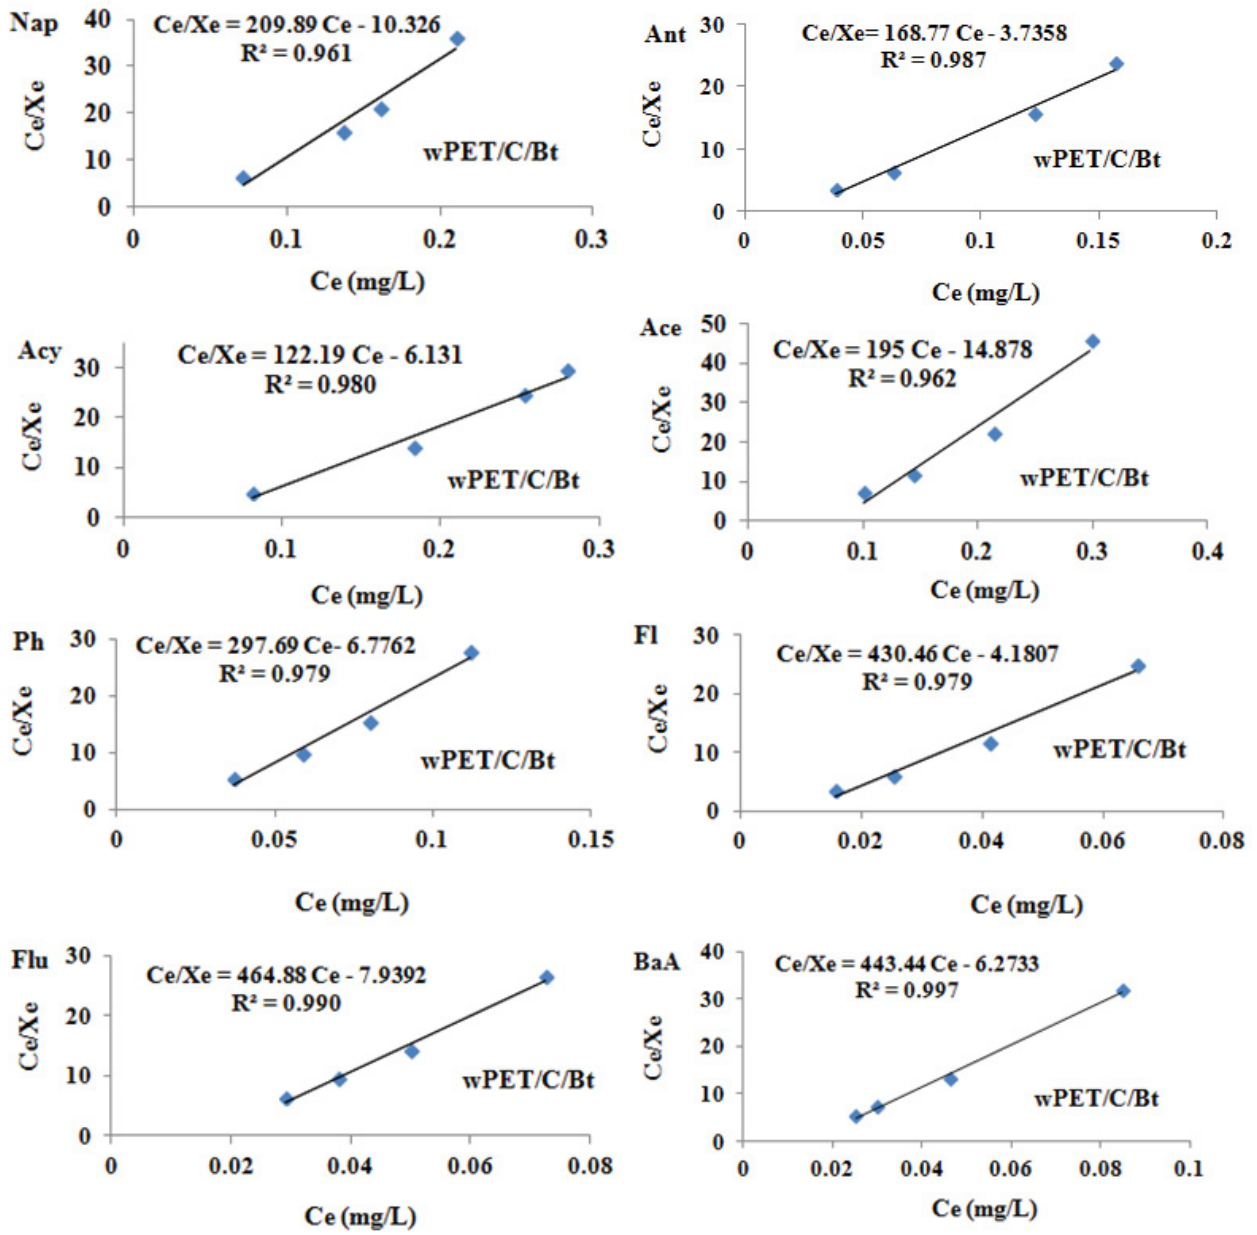 Nap
Ce/Xe = 209.89 Ce - 10.326
R² = 0.961
40
30
20
10
0
Ce/Xe
wPET/C/Bt
0 0.1 0.2 0.3
Ce (mg/L)
Ant
Ce/Xe= 168.77 Ce - 3.7358
R² = 0.987
30
20
10
0
Ce/Xe
wPET/C/Bt
0 0.05 0.1 0.15 0.2
Ce (mg/L)
Acy
Ce/Xe = 122.19 Ce - 6.131
R² = 0.980
30
20
10
0
Ce/Xe
wPET/C/Bt
0 0.1 0.2 0.3
Ce (mg/L)
Ace
Ce/Xe = 195 Ce - 14.878
R² = 0.962
50
40
30
20
10
0
Ce/Xe
wPET/C/Bt
0 0.1 0.2 0.3 0.4
Ce (mg/L)
Ph
Ce/Xe = 297.69 Ce- 6.7762
R² = 0.979
30
20
10
0
Ce/Xe
wPET/C/Bt
0 0.05 0.1 0.15
Ce (mg/L)
Fl
Ce/Xe = 430.46 Ce - 4.1807
R² = 0.979
30
20
10
0
Ce/Xe
wPET/C/Bt
0 0.02 0.04 0.06 0.08
Ce (mg/L)
Flu
Ce/Xe = 464.88 Ce - 7.9392
R² = 0.990
30
20
10
0
Ce/Xe
wPET/C/Bt
0 0.02 0.04 0.06 0.08
Ce (mg/L)
BaA
Ce/Xe = 443.44 Ce - 6.2733
R² = 0.997
40
30
20
10
0
Ce/Xe
wPET/C/Bt
0 0.02 0.04 0.06 0.08 0.1
Ce (mg/L)